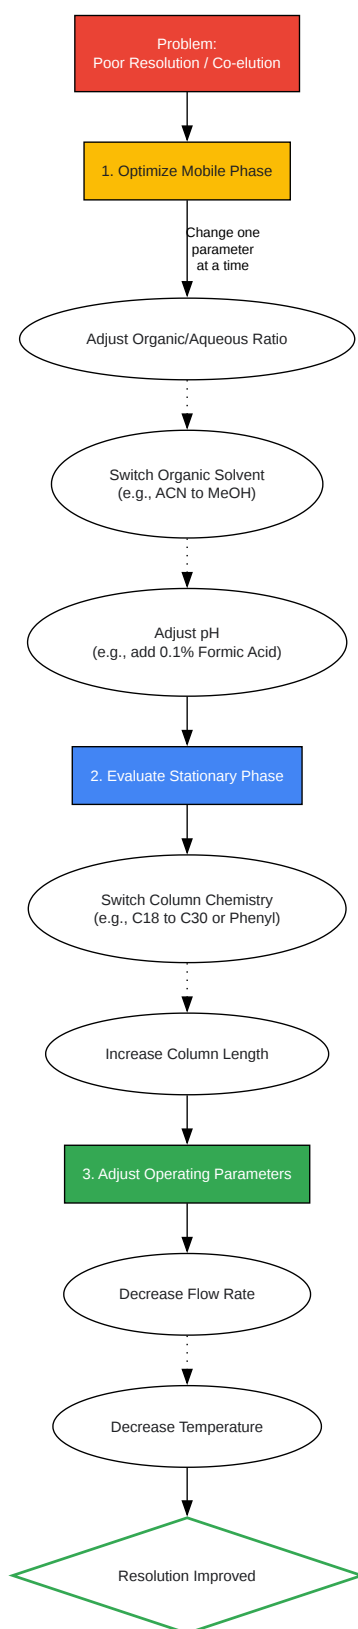 Problem:
Poor Resolution / Co-elution
1. Optimize Mobile Phase
Change one
parameter
at a time
Adjust Organic/Aqueous Ratio
Switch Organic Solvent
(e.g., ACN to MeOH)
Adjust pH
(e.g., add 0.1% Formic Acid)
2. Evaluate Stationary Phase
Switch Column Chemistry
(e.g., C18 to C30 or Phenyl)
Increase Column Length
3. Adjust Operating Parameters
Decrease Flow Rate
Decrease Temperature
Resolution Improved